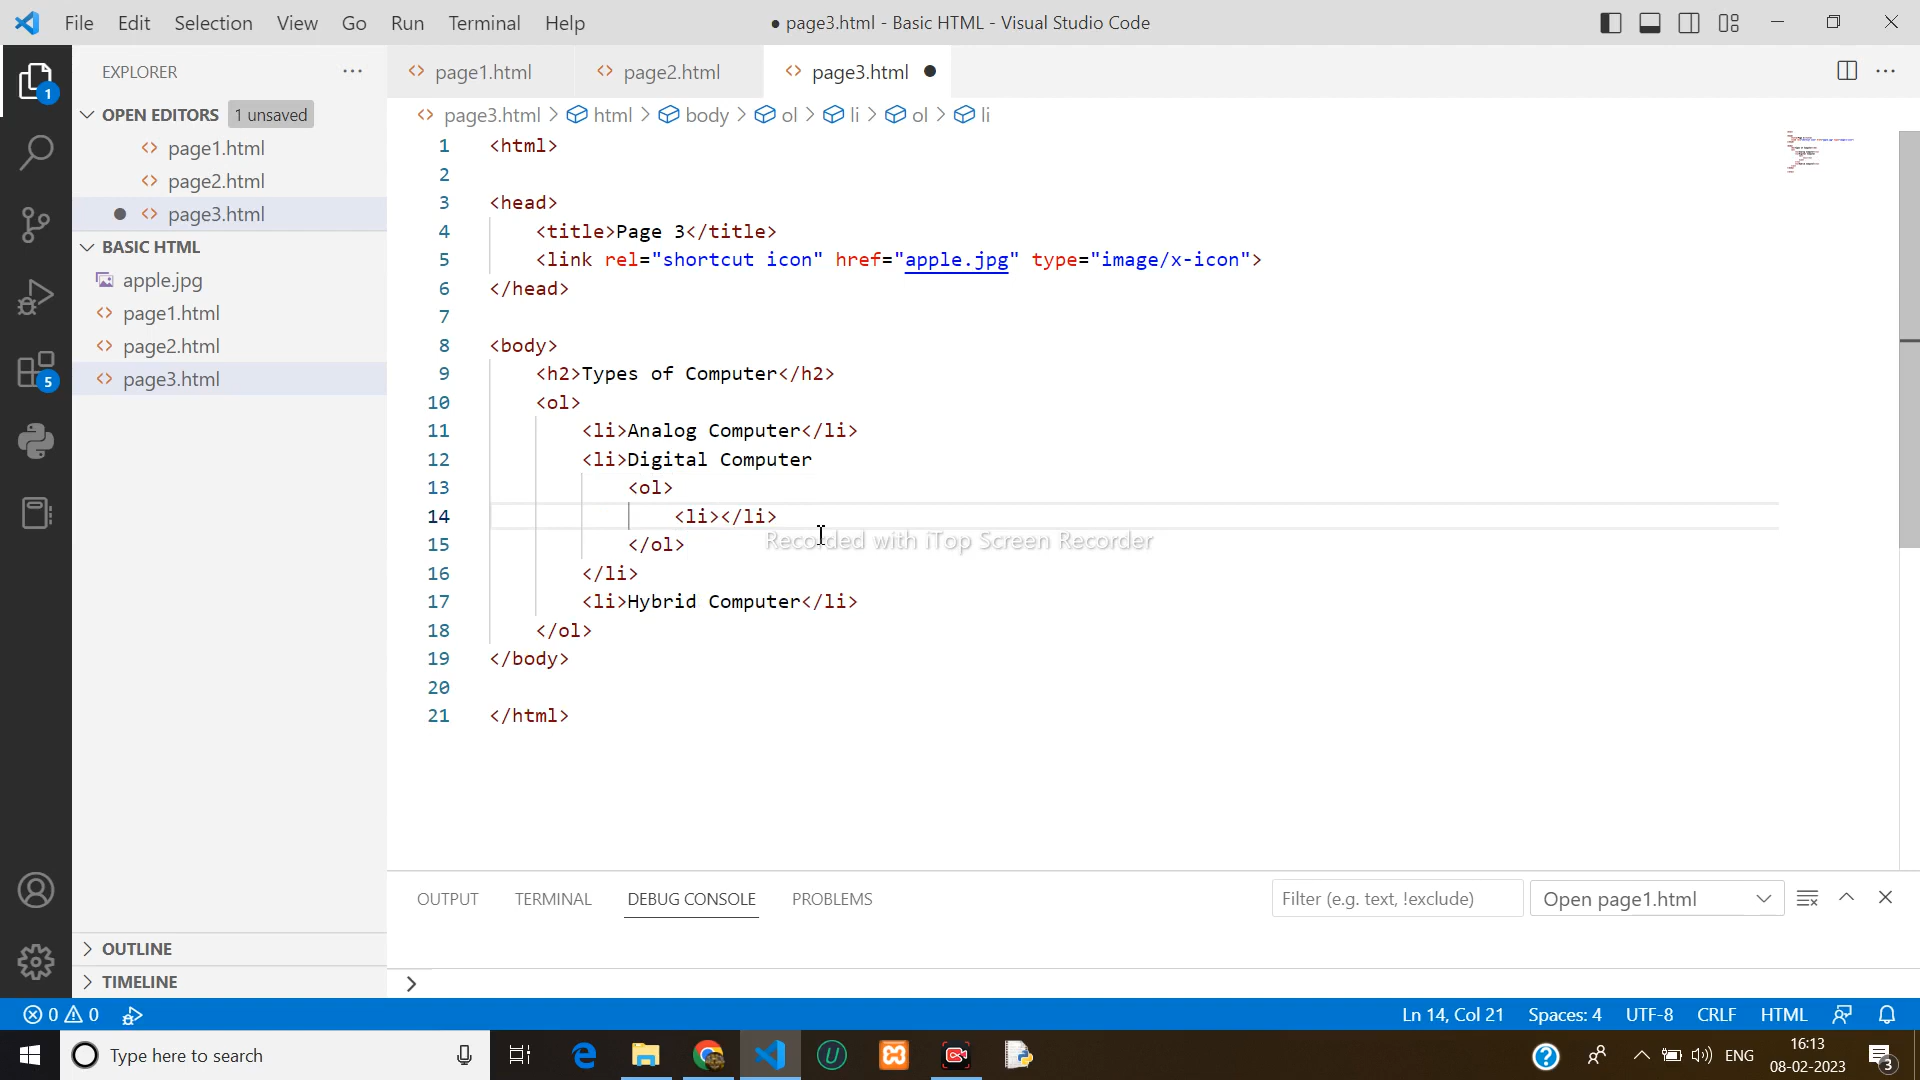 File Edit Selection View Go Run Terminal Help ● page3.html - Basic HTML - Visual Studio Code
EXPLORER
page1.html page2.html page3.html
OPEN EDITORS 1 unsaved
page3.html > html > body > ol > li > ol > li
page1.html
page2.html
page3.html
BASIC HTML
apple.jpg
page1.html
page2.html
page3.html
1
5
1 <html>
2
3 <head>
4 <title>Page 3</title>
5 <link rel="shortcut icon" href="apple.jpg" type="image/x-icon">
6 </head>
7
8 <body>
9 <h2>Types of Computer</h2>
10 <ol>
11 <li>Analog Computer</li>
12 <li>Digital Computer
13 <ol>
14 <li></li>
15 </ol>
16 </li>
17 <li>Hybrid Computer</li>
18 </ol>
19 </body>
20
21 </html>
Recorded with iTop Screen Recorder
OUTPUT TERMINAL DEBUG CONSOLE PROBLEMS Filter (e.g. text, !exclude) Open page1.html
OUTLINE
TIMELINE
0 0 Ln 14, Col 21 Spaces: 4 UTF-8 CRLF HTML
Type here to search ENG 16:13
08-02-2023
3